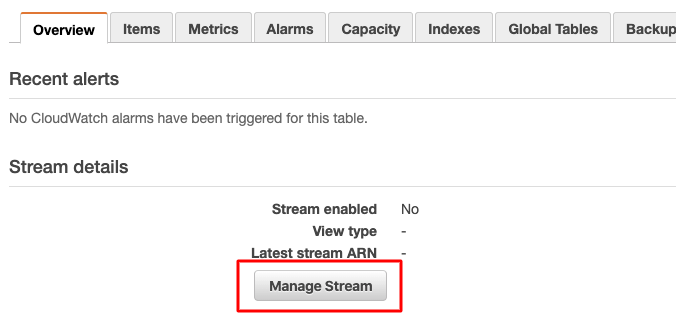 Overview Items Metrics Alarms Capacity Indexes Global Tables Backup
Recent alerts
No CloudWatch alarms have been triggered for this table.
Stream details
Stream enabled No
View type -
Latest stream ARN -
Manage Stream